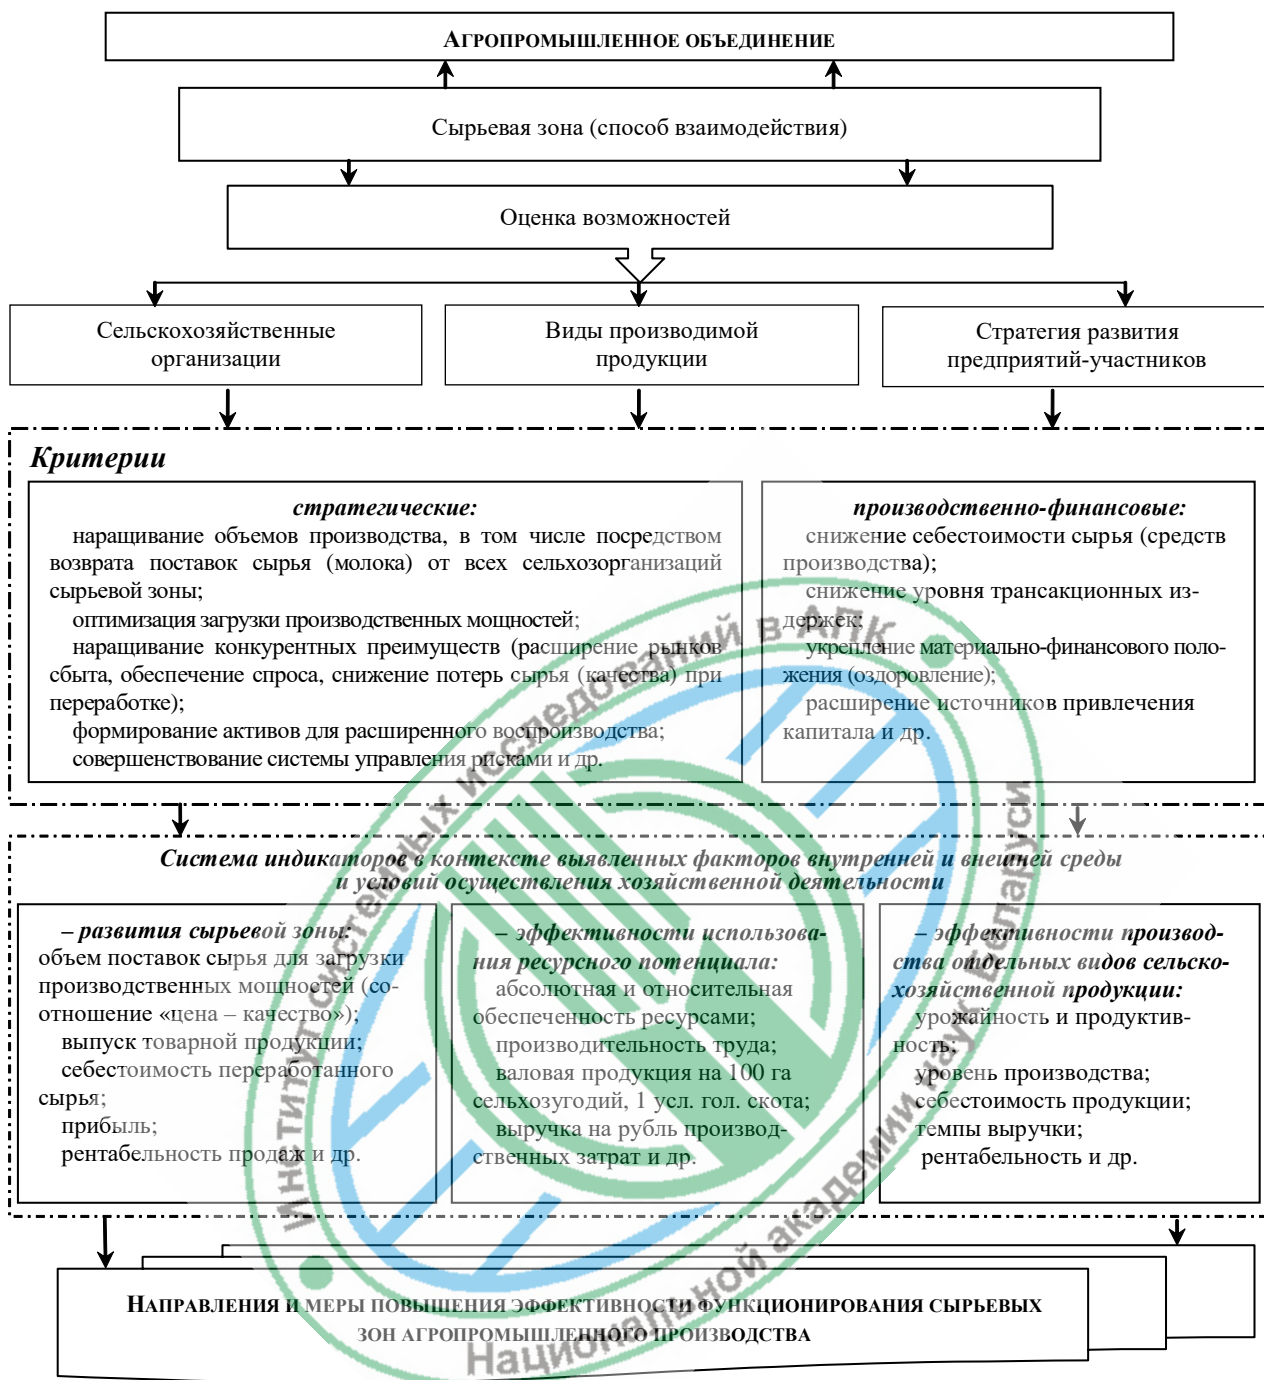 АГРОПРОМЫШЛЕННОЕ ОБЪЕДИНЕНИЕ
Сырьевая зона (способ взаимодействия)
Оценка возможностей
Сельскохозяйственные
организации
Виды производимой
продукции
Стратегия развития
предприятий-участников
Критерии
стратегические:
наращивание объемов производства, в том числе посредством
возврата поставок сырья (молока) от всех сельхозорганизаций
сырьевой зоны;
оптимизация загрузки производственных мощностей;
наращивание конкурентных преимуществ (расширение рынков
сбыта, обеспечение спроса, снижение потерь сырья (качества) при
переработке);
формирование активов для расширенного воспроизводства;
совершенствование системы управления рисками и др.
производственно-финансовые:
снижение себестоимости сырья (средств
производства);
снижение уровня трансакционных из-
держек;
укрепление материально-финансового поло-
жения (оздоровление);
расширение источников привлечения
капитала и др.
Система индикаторов в контексте выявленных факторов внутренней и внешней среды
и условий осуществления хозяйственной деятельности
– развития сырьевой зоны:
объем поставок сырья для загрузки
производственных мощностей (со-
отношение «цена – качество»);
выпуск товарной продукции;
себестоимость переработанного
сырья;
прибыль;
рентабельность продаж и др.
– эффективности использова-
ния ресурсного потенциала:
абсолютная и относительная
обеспеченность ресурсами;
производительность труда;
валовая продукция на 100 га
сельхозугодий, 1 усл. гол. скота;
выручка на рубль производ-
ственных затрат и др.
– эффективности производ-
ства отдельных видов сельско-
хозяйственной продукции:
урожайность и продуктив-
ность;
уровень производства;
себестоимость продукции;
темпы выручки;
рентабельность и др.
НАПРАВЛЕНИЯ И МЕРЫ ПОВЫШЕНИЯ ЭФФЕКТИВНОСТИ ФУНКЦИОНИРОВАНИЯ СЫРЬЕВЫХ
ЗОН АГРОПРОМЫШЛЕННОГО ПРОИЗВОДСТВА
Институт системных исследований в АПК
Национальной академии наук Беларуси